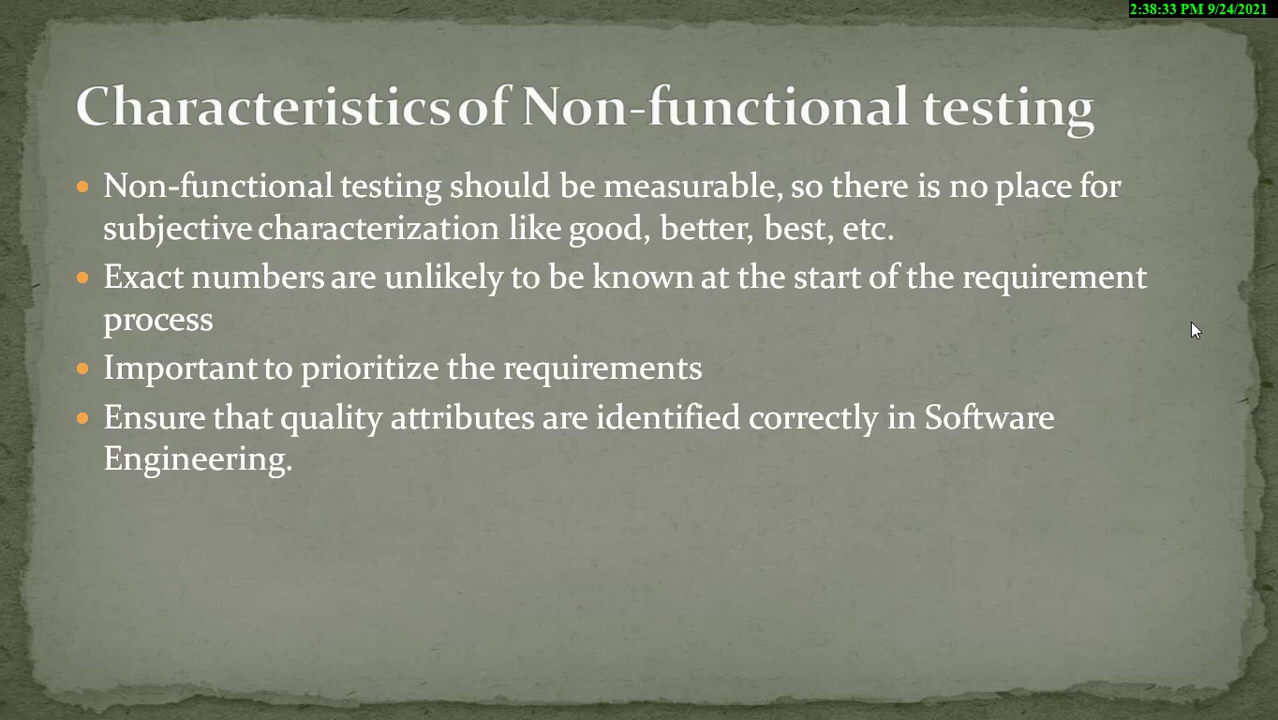 2:38:33 PM 9/24/2021
Characteristics of Non-functional testing
Non-functional testing should be measurable, so there is no place for
subjective characterization like good, better, best, etc.
Exact numbers are unlikely to be known at the start of the requirement
process
Important to prioritize the requirements
Ensure that quality attributes are identified correctly in Software
Engineering.